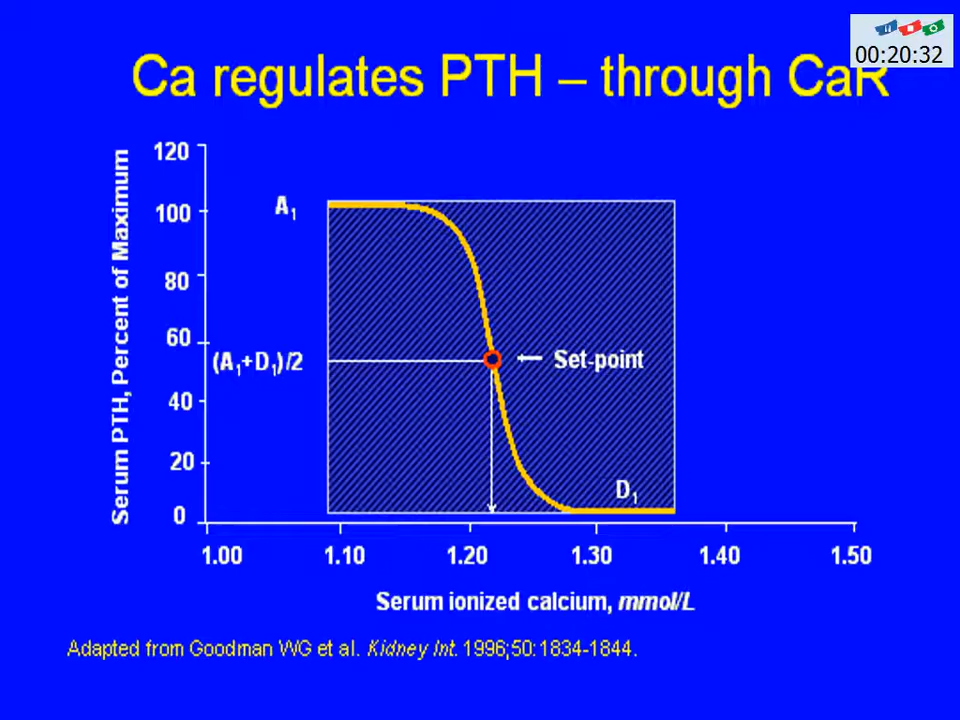 00:20:32
Ca regulates PTH – through CaR
Serum PTH, Percent of Maximum
120
100
80
60
40
20
0
A1
(A1+D1)/2
Set-point
D1
1.00 1.10 1.20 1.30 1.40 1.50
Serum ionized calcium, mmol/L
Adapted from Goodman WG et al. Kidney Int. 1996;50:1834-1844.